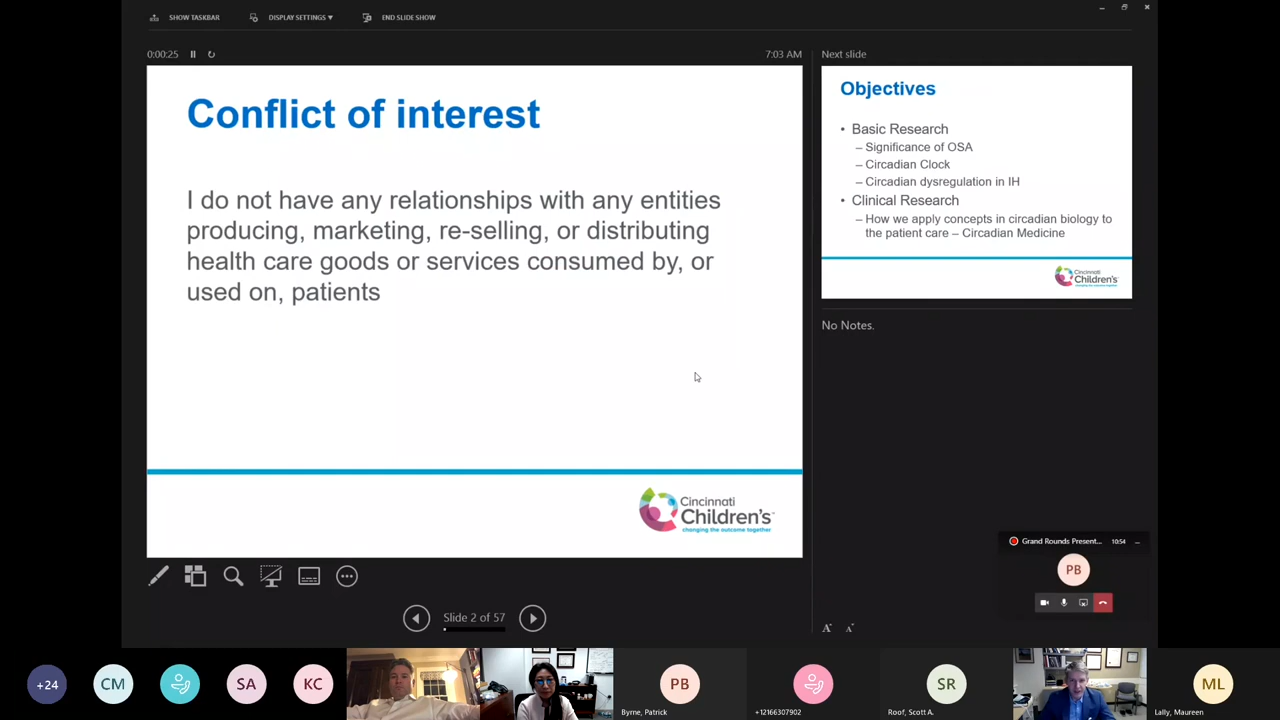 SHOW TASKBAR
DISPLAY SETTINGS ▾
END SLIDE SHOW
0:00:25
7:03 AM
Conflict of interest
I do not have any relationships with any entities
producing, marketing, re-selling, or distributing
health care goods or services consumed by, or
used on, patients
Cincinnati
Children's™
changing the outcome together
Slide 2 of 57
Next slide
Objectives
• Basic Research
– Significance of OSA
– Circadian Clock
– Circadian dysregulation in IH
• Clinical Research
– How we apply concepts in circadian biology to
the patient care – Circadian Medicine
Cincinnati
Children's
changing the outcome together
No Notes.
Grand Rounds Present...
10:54
PB
A
A
+24
CM
SA
KC
PB
Byrne, Patrick
+12166307902
SR
Roof, Scott A.
ML
Lally, Maureen